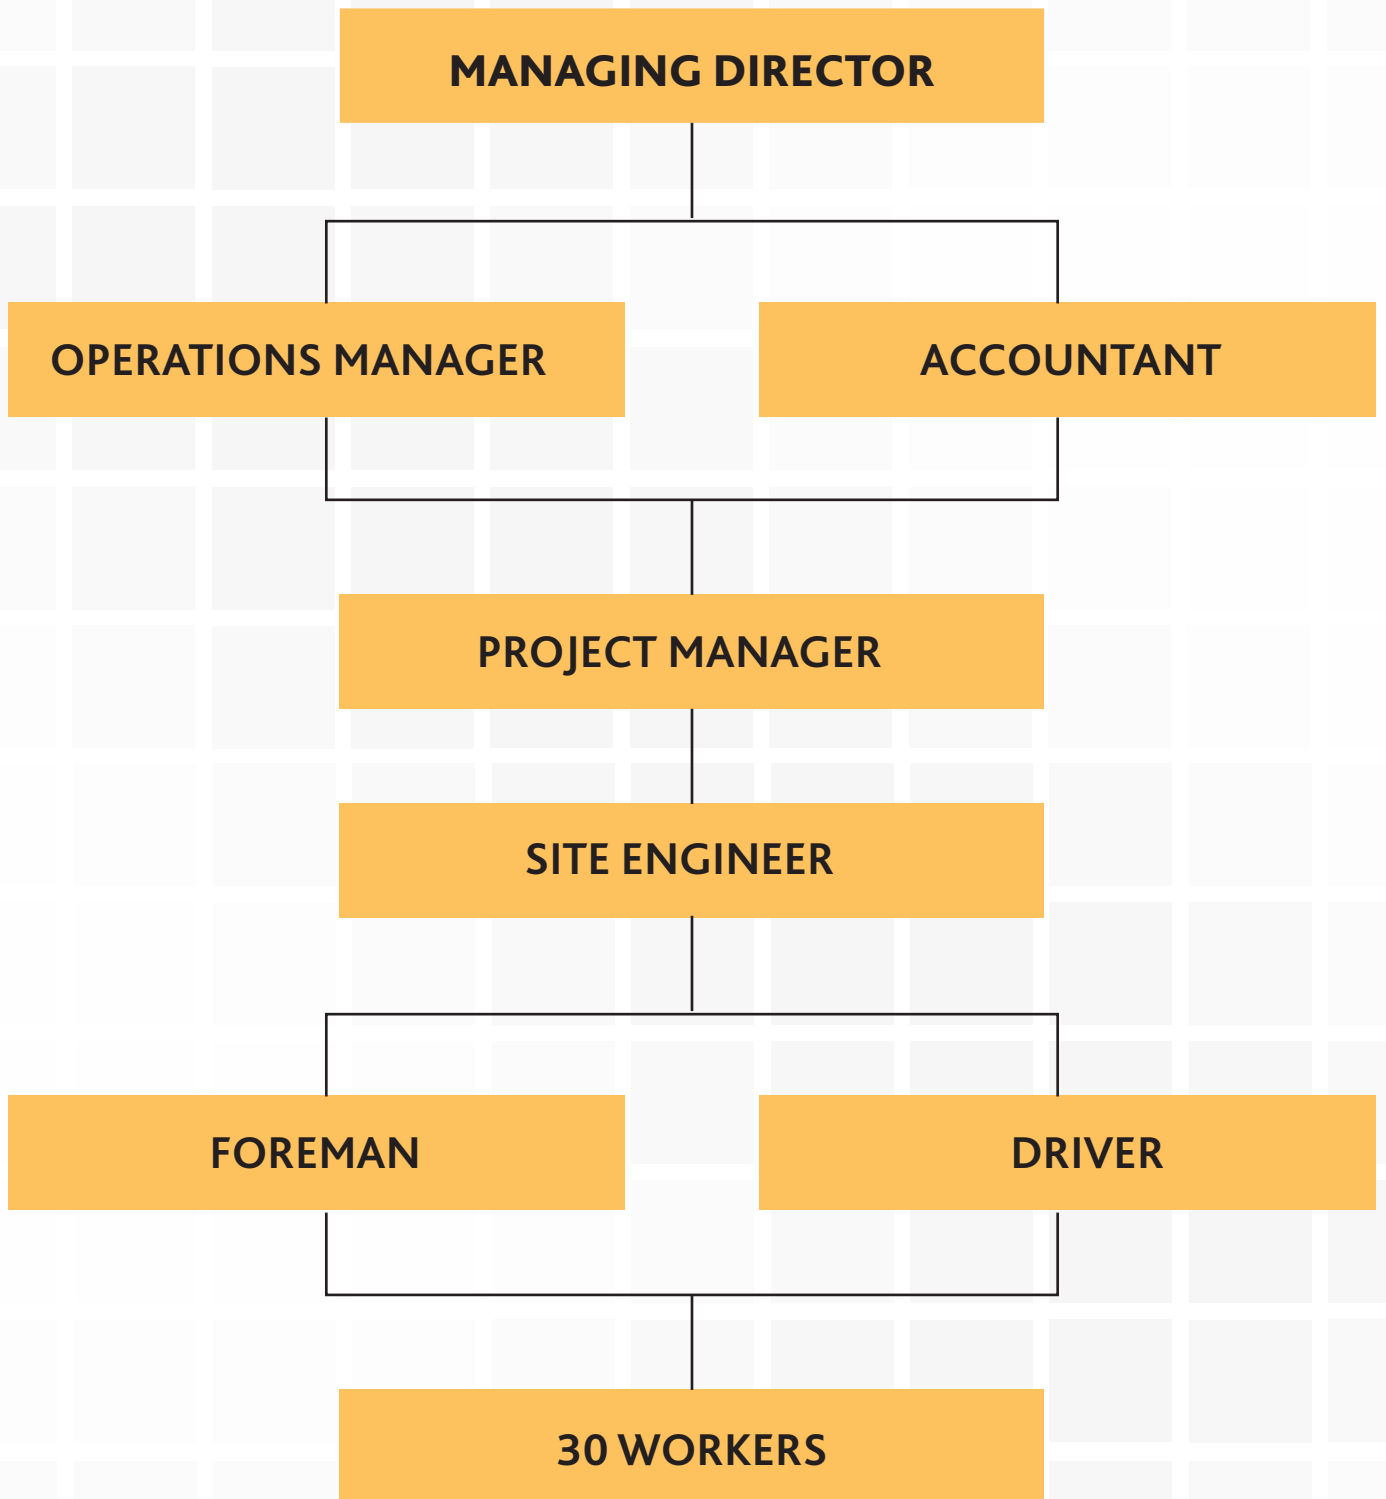 MANAGING DIRECTOR
OPERATIONS MANAGER
ACCOUNTANT
PROJECT MANAGER
SITE ENGINEER
FOREMAN
DRIVER
30 WORKERS